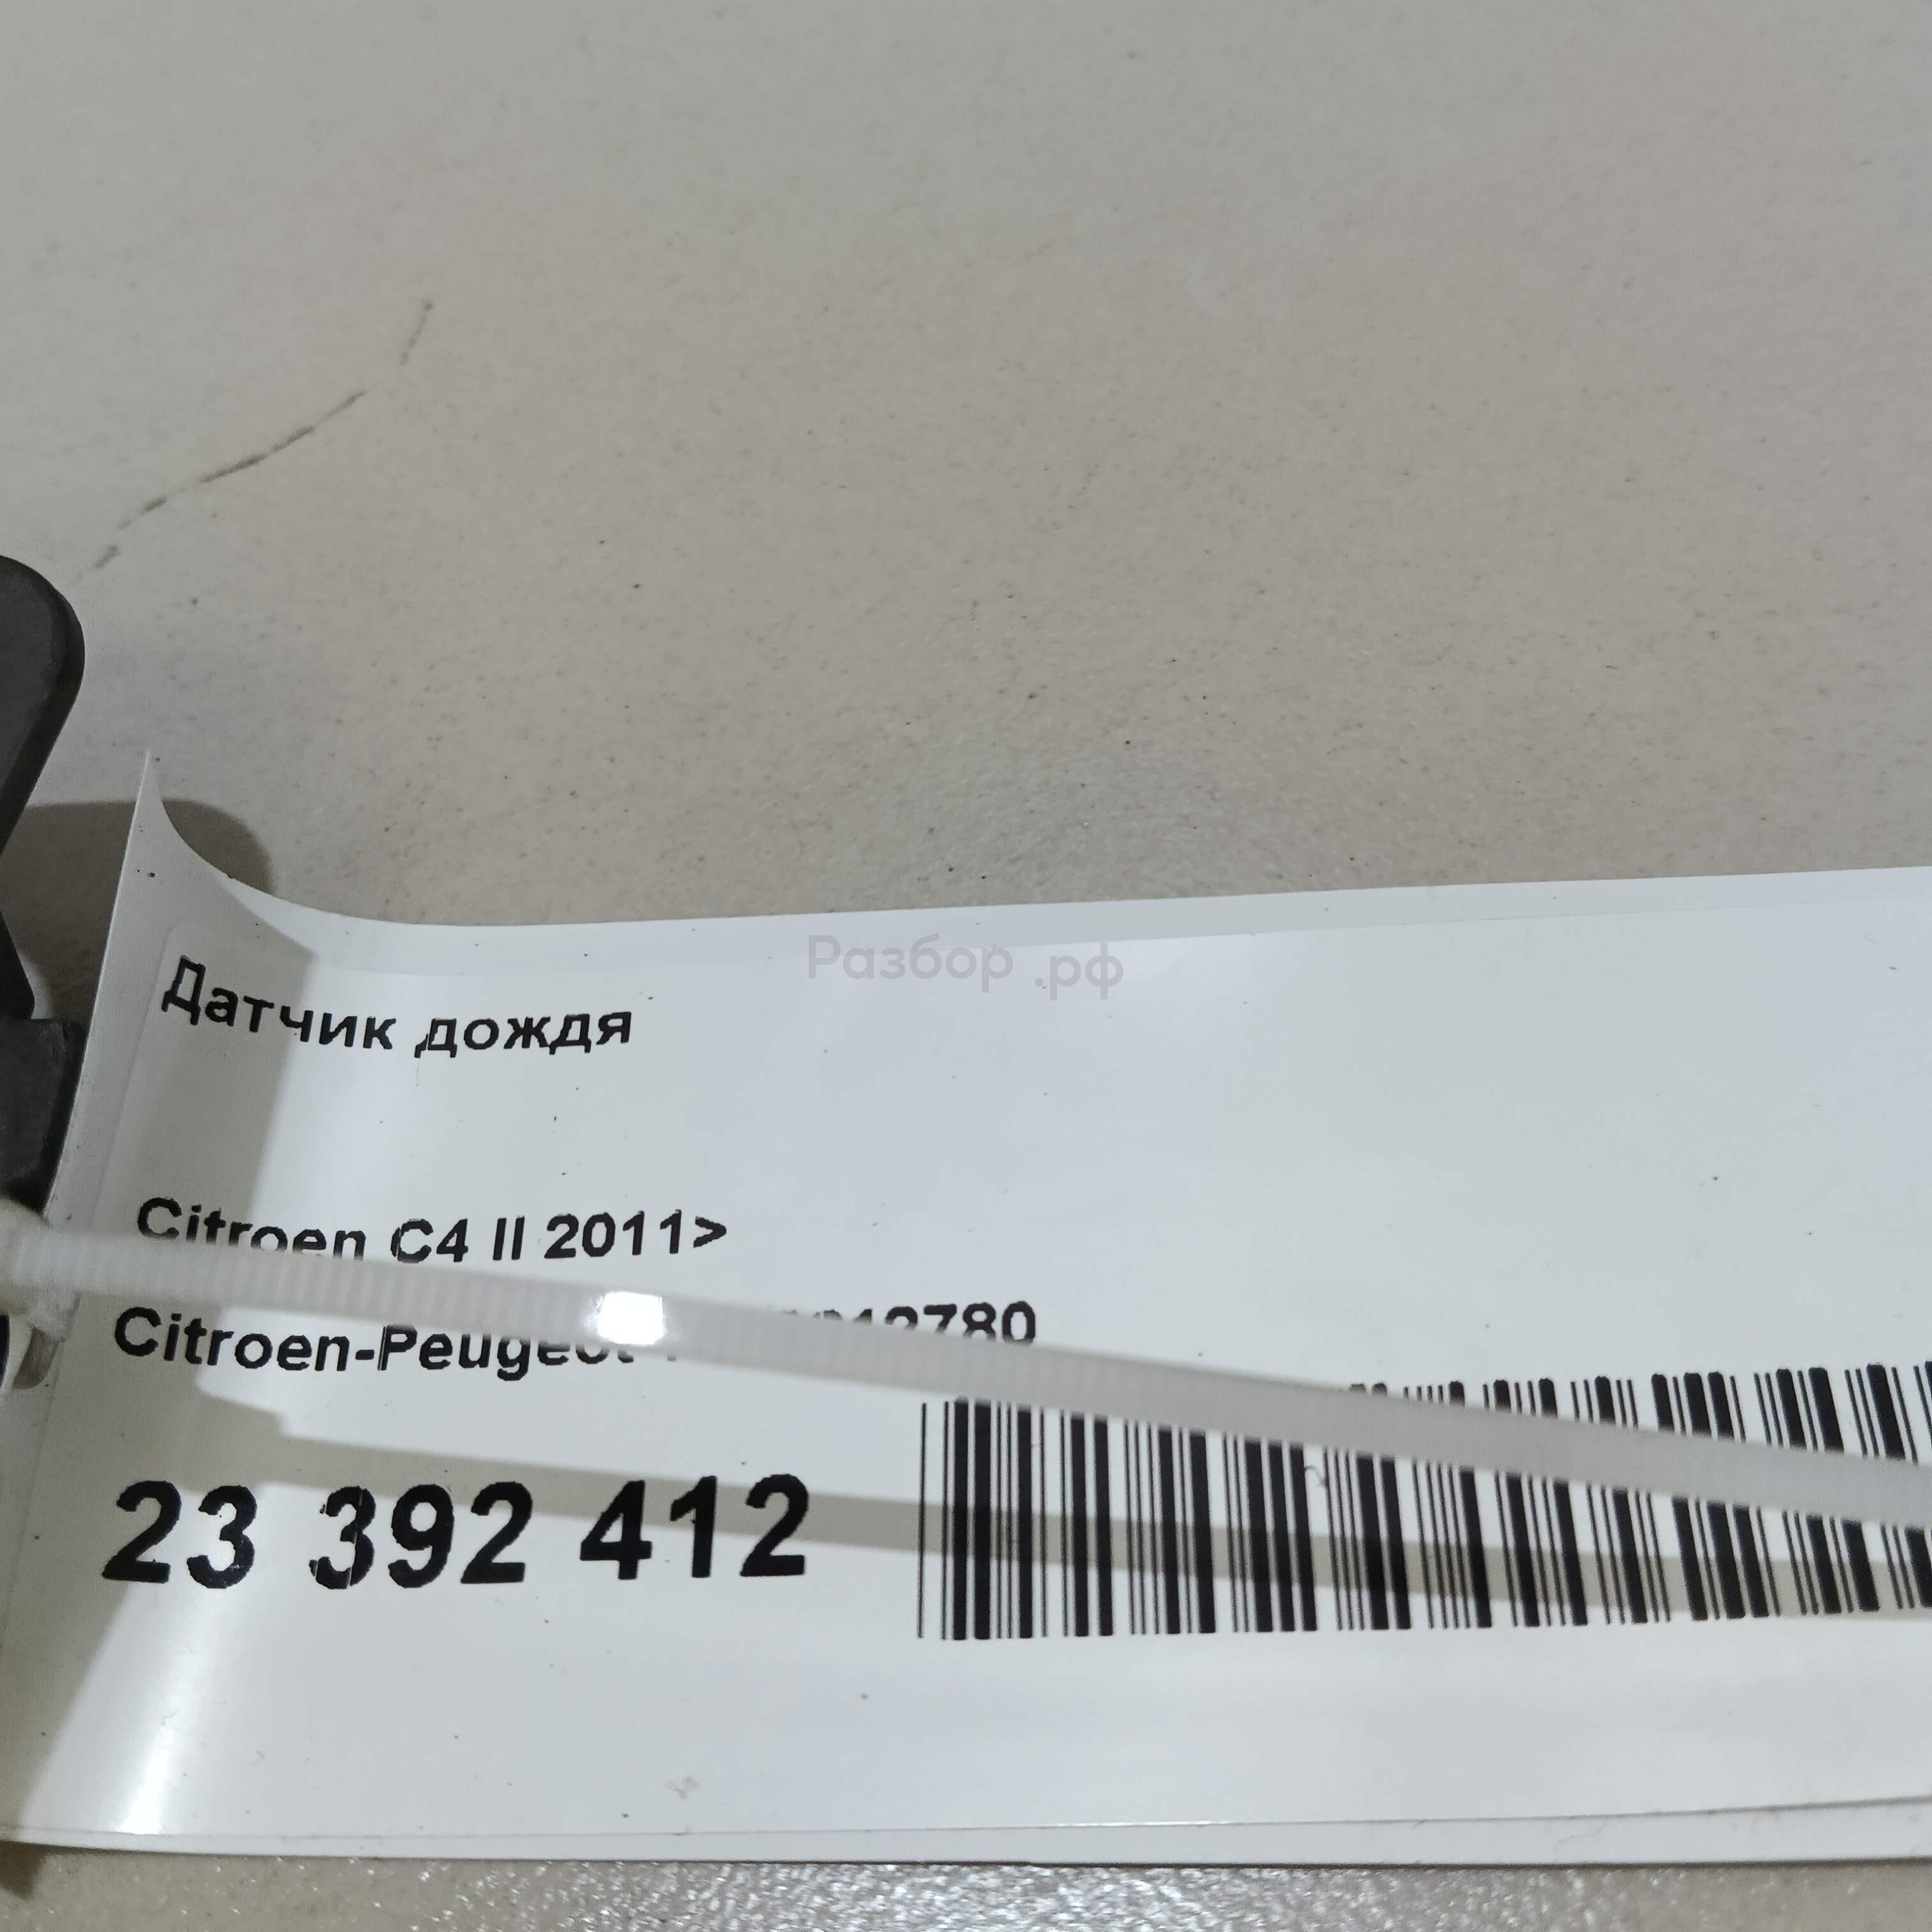 Разбор.рф
Датчик дождя
Citroen C4 II 2011>
Citroen-Peugeot
23 392 412